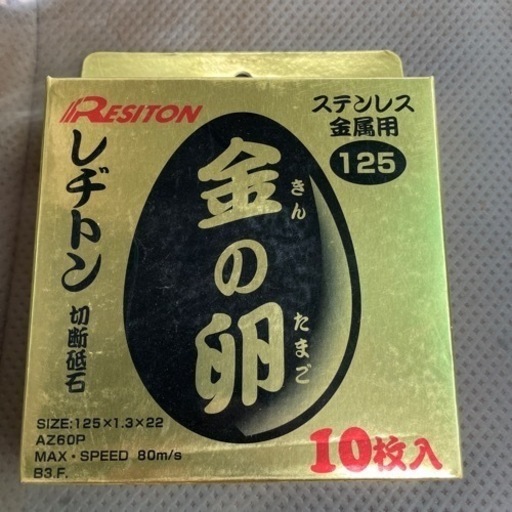 RESITON
ステンレス
金属用
125
レヂトン
切断砥石
金の卵
きん
たまご
SIZE:125×1.3×22
AZ60P
MAX・SPEED 80m/s
B3.F.
10枚入